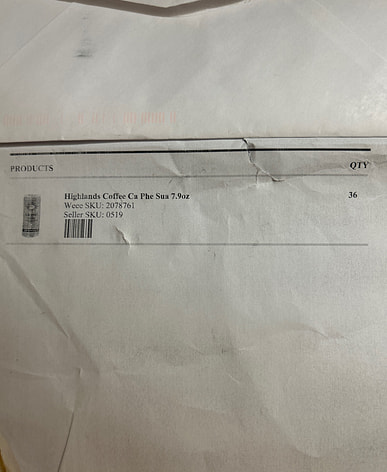 PRODUCTS QTY
Highlands Coffee Ca Phe Sua 7.9oz 36
Weee SKU: 2078761
Seller SKU: 0519